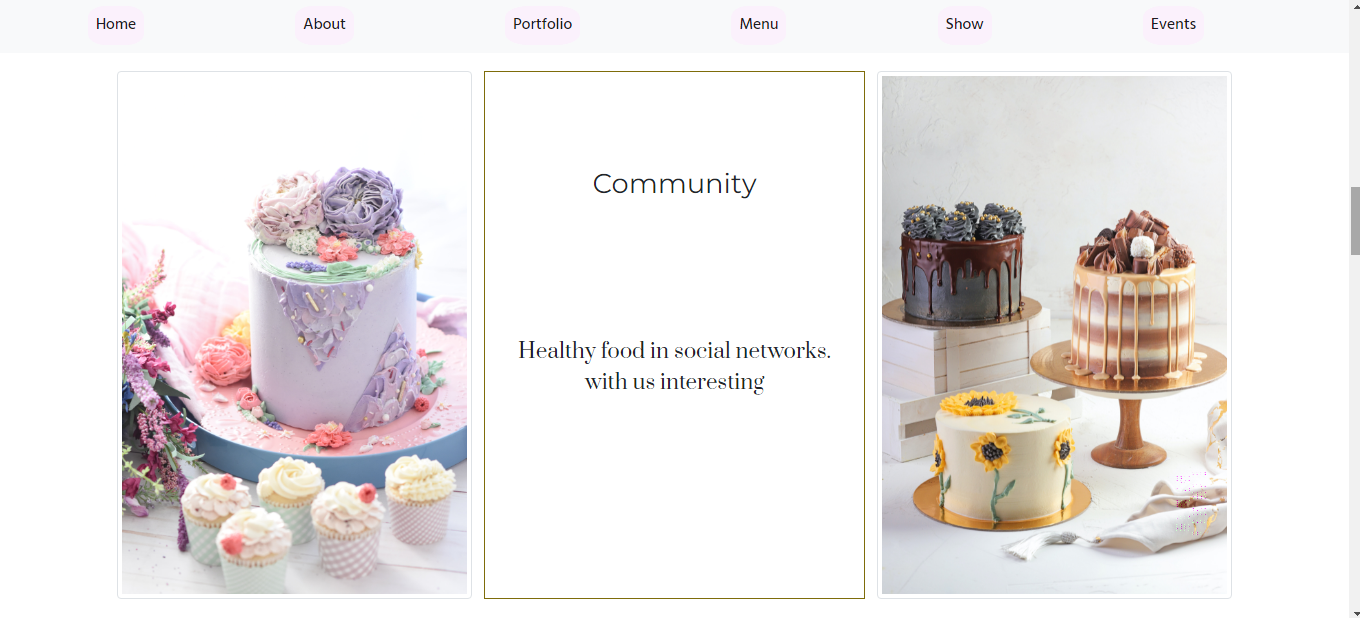 Home About Portfolio Menu Show Events
Community
Healthy food in social networks.
with us interesting